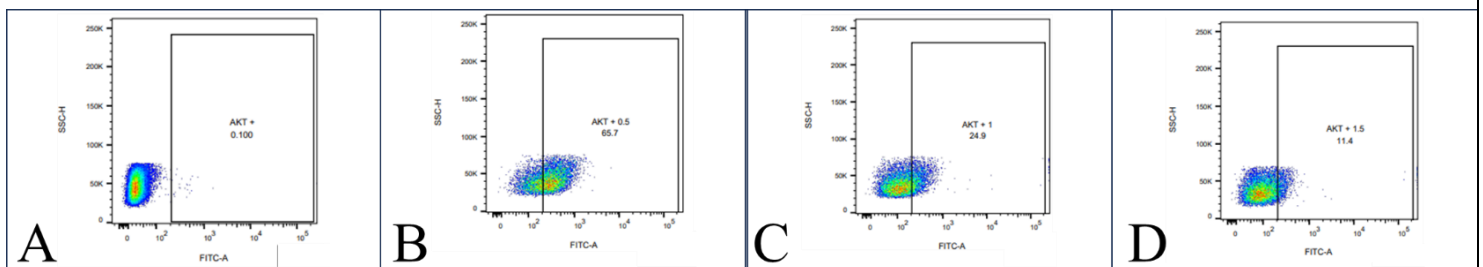 A
SSC-H
250K
200K
150K
100K
50K
0
AKT +
0.100
0 10² 10³ 10⁴ 10⁵
FITC-A
B
SSC-H
250K
200K
150K
100K
50K
0
AKT + 0.5
65.7
0 10² 10³ 10⁴ 10⁵
FITC-A
C
SSC-H
250K
200K
150K
100K
50K
0
AKT + 1
24.9
0 10² 10³ 10⁴ 10⁵
FITC-A
D
SSC-H
250K
200K
150K
100K
50K
0
AKT + 1.5
11.4
0 10² 10³ 10⁴ 10⁵
FITC-A